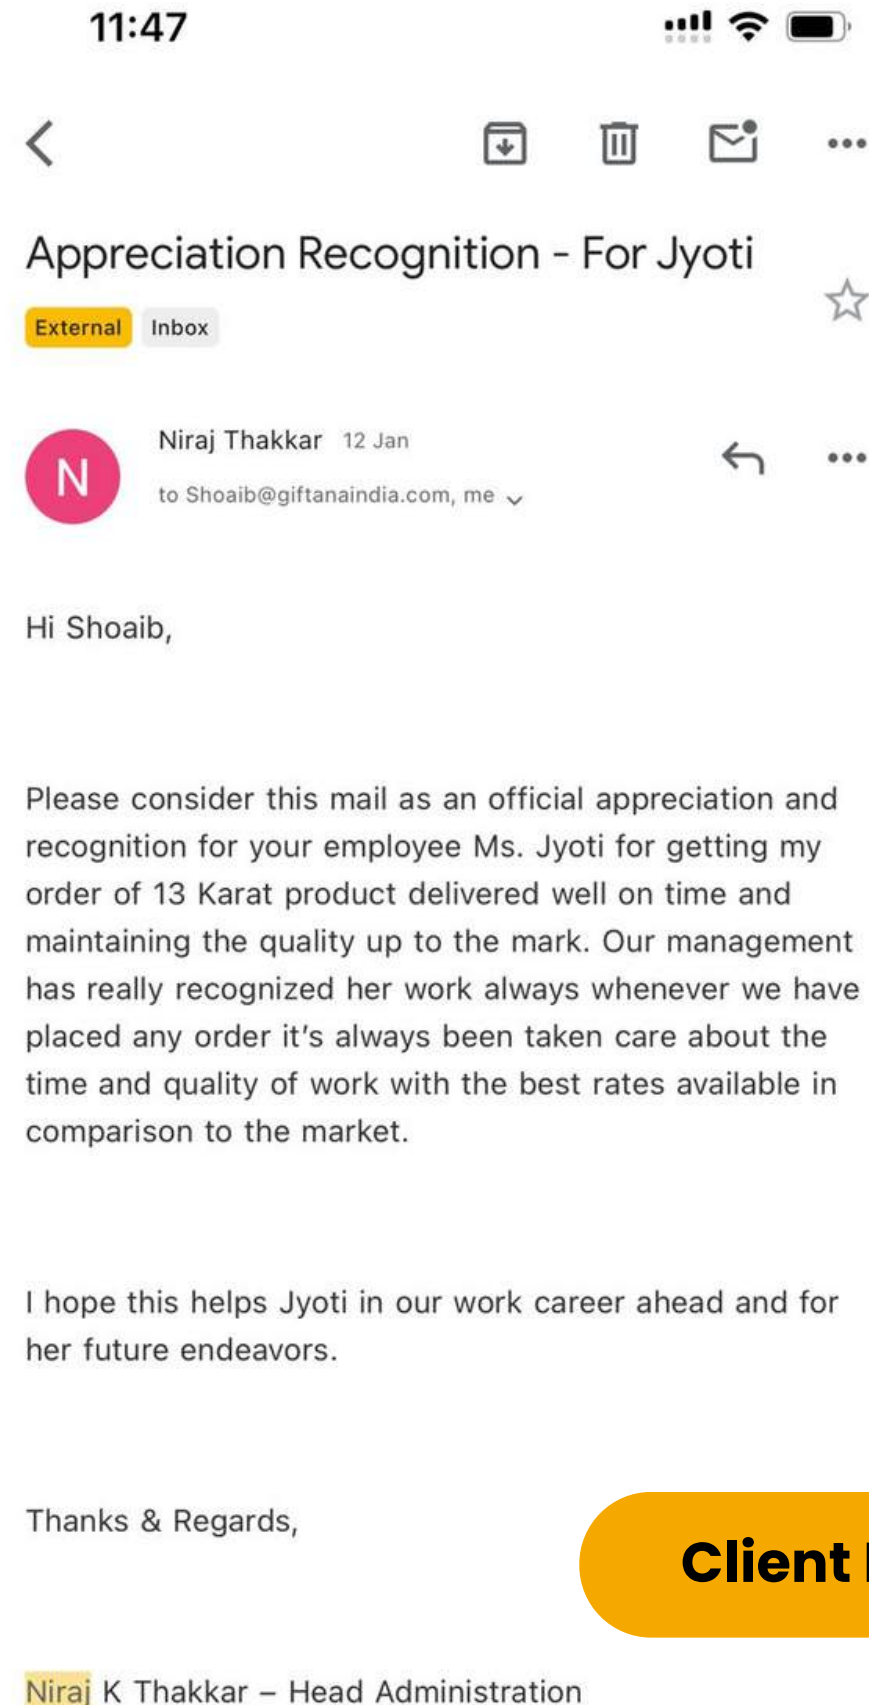 11:47
Appreciation Recognition - For Jyoti
External Inbox
N
Niraj Thakkar 12 Jan
to Shoaib@giftanaindia.com, me
Hi Shoaib,
Please consider this mail as an official appreciation and
recognition for your employee Ms. Jyoti for getting my
order of 13 Karat product delivered well on time and
maintaining the quality up to the mark. Our management
has really recognized her work always whenever we have
placed any order it's always been taken care about the
time and quality of work with the best rates available in
comparison to the market.
I hope this helps Jyoti in our work career ahead and for
her future endeavors.
Thanks & Regards,
Client
Niraj K Thakkar – Head Administration